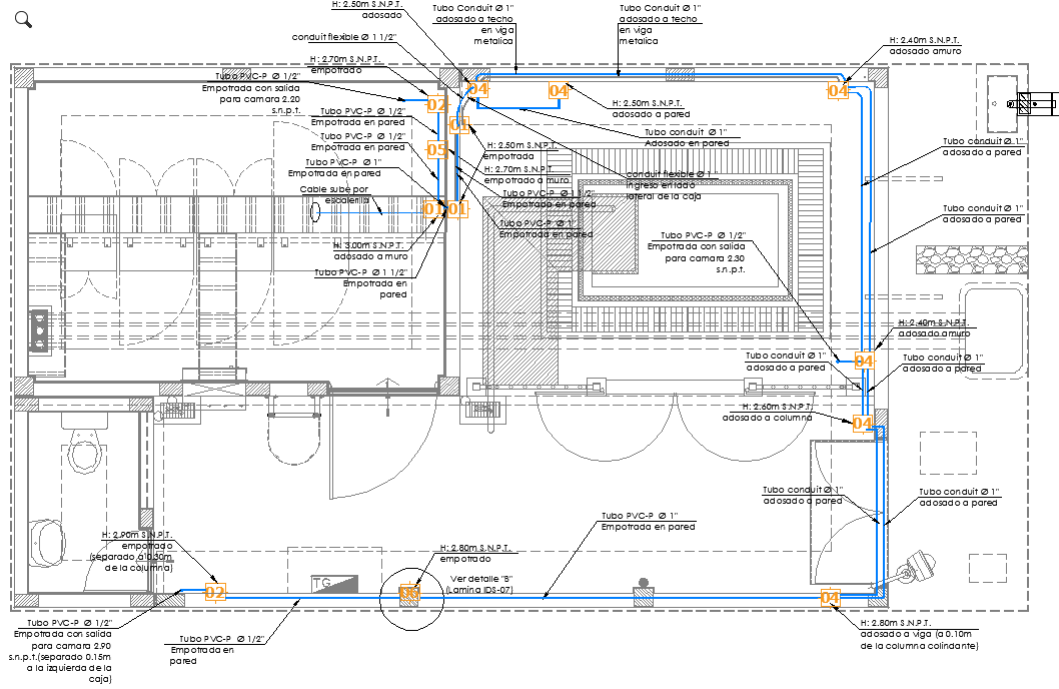 H: 2.50m S.N.P.T.
adosado
Tubo Conduit Ø 1"
adosado a techo
en viga
metalica
Tubo Conduit Ø 1"
adosado a techo
en viga
metalica
conduit flexible Ø 1 1/2"
H: 2.40m S.N.P.T.
adosado amuro
H: 2.70m S.N.P.T.
empotrado
Tubo PVC-P Ø 1/2"
Empotrada con salida
para camara 2.20
s.n.p.t.
02
04
04
04
H: 2.50m S.N.P.T.
adosado a pared
Tubo PVC-P Ø 1/2"
Empotrada en pared
01
Tubo conduit Ø 1"
Adosado en pared
Tubo PVC-P Ø 1/2"
Empotrada en pared
05
H: 2.50m S.N.P.T.
empotrada
Tubo conduit Ø 1"
adosado a pared
Tubo PVC-P Ø 1"
Empotrada en pared
H: 2.70m S.N.P.T.
empotrado a muro
conduit flexible Ø 1"
ingreso en lado
lateral de la caja
Cable sube por
escalerilla
Tubo PVC-P Ø 1 1/2"
Empotrada en pared
01
01
Tubo conduit Ø 1"
adosado a pared
Tubo PVC-P Ø 1"
Empotrada en pared
H: 3.00m S.N.P.T.
adosado a muro
Tubo PVC-P Ø 1/2"
Empotrada con salida
para camara 2.30
s.n.p.t.
Tubo PVC-P Ø 1 1/2"
Empotrada en
pared
H: 2.40m S.N.P.T.
adosado amuro
04
Tubo conduit Ø 1"
adosado a pared
Tubo conduit Ø 1"
adosado a pared
H: 2.60m S.N.P.T.
adosado a columna
04
Tubo conduit Ø 1"
adosado a pared
Tubo conduit Ø 1"
adosado a pared
Tubo PVC-P Ø 1"
Empotrada en pared
H: 2.90m S.N.P.T.
empotrado
(separado a 0.30m
de la columna)
H: 2.80m S.N.P.T.
empotrado
TG
Ver detalle "B"
(Lamina IDS-07)
02
04
Tubo PVC-P Ø 1/2"
Empotrada con salida
para camara 2.90
s.n.p.t.(separado 0.15m
a la izquierda de la
caja)
Tubo PVC-P Ø 1/2"
Empotrada en
pared
H: 2.80m S.N.P.T.
adosado a viga (a 0.10m
de la columna colindante)